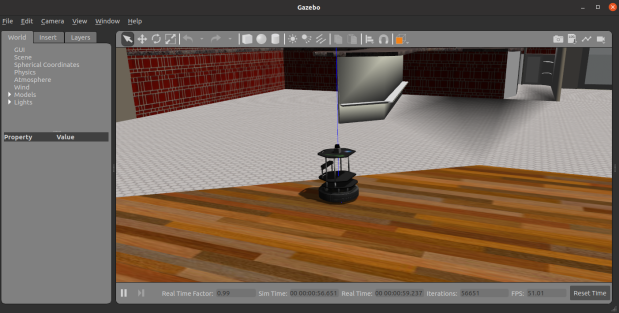 Gazebo
File Edit Camera View Window Help
World Insert Layers
GUI
Scene
Spherical Coordinates
Physics
Atmosphere
Wind
Models
Lights
Property Value
Real Time Factor: 0.99 Sim Time: 00 00:00:56.651 Real Time: 00 00:00:59.237 Iterations: 56651 FPS: 51.01 Reset Time